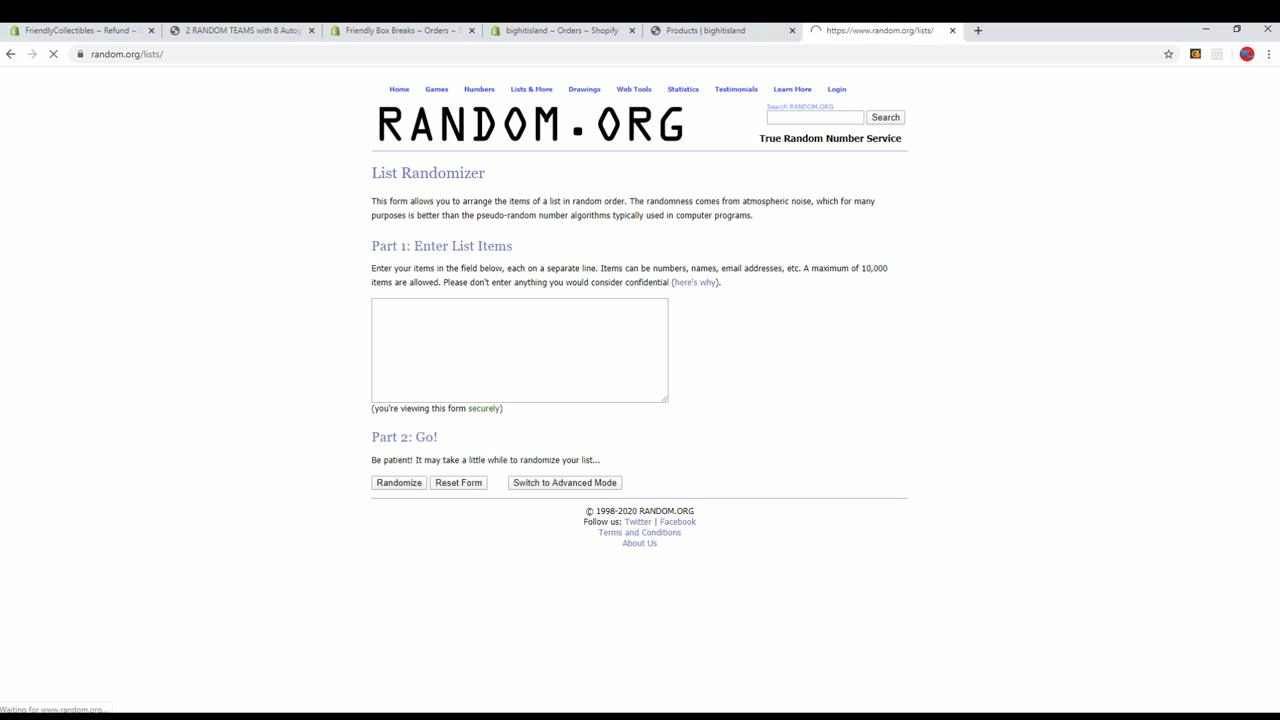 FriendlyCollectibles ~ Refund ~
2 RANDOM TEAMS with 8 Autog
Friendly Box Breaks ~ Orders ~ S
bighitisland ~ Orders ~ Shopify
Products | bighitisland
https://www.random.org/lists/
random.org/lists/
Home Games Numbers Lists & More Drawings Web Tools Statistics Testimonials Learn More Login
RANDOM.ORG
Search RANDOM.ORG
Search
True Random Number Service
List Randomizer
This form allows you to arrange the items of a list in random order. The randomness comes from atmospheric noise, which for many
purposes is better than the pseudo-random number algorithms typically used in computer programs.
Part 1: Enter List Items
Enter your items in the field below, each on a separate line. Items can be numbers, names, email addresses, etc. A maximum of 10,000
items are allowed. Please don't enter anything you would consider confidential (here's why).
(you're viewing this form securely)
Part 2: Go!
Be patient! It may take a little while to randomize your list...
Randomize Reset Form Switch to Advanced Mode
© 1998-2020 RANDOM.ORG
Follow us: Twitter | Facebook
Terms and Conditions
About Us
Waiting for www.random.org...